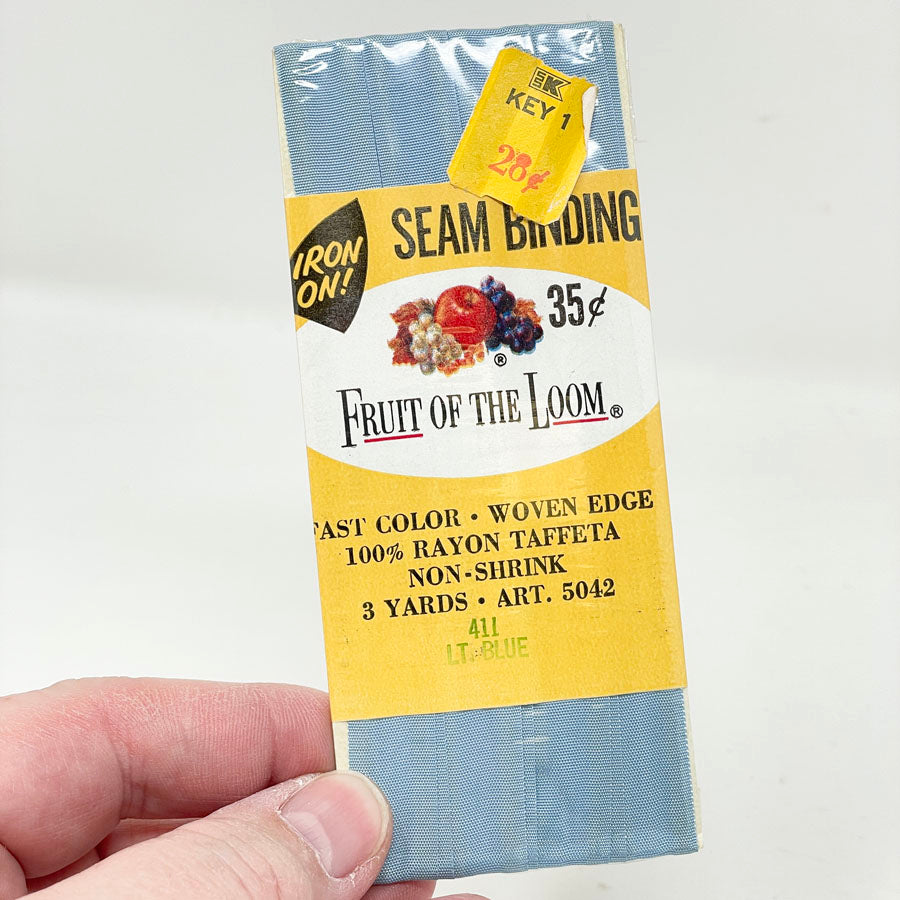 SSK
KEY 1
28¢
SEAM BINDING
IRON
ON!
35¢
®
FRUIT OF THE LOOM®
FAST COLOR • WOVEN EDGE
100% RAYON TAFFETA
NON-SHRINK
3 YARDS • ART. 5042
411
LT. BLUE